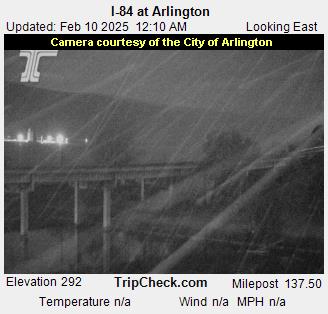 I-84 at Arlington
Updated: Feb 10 2025 12:10 AM Looking East
Camera courtesy of the City of Arlington
Elevation 292 TripCheck.com Milepost 137.50
Temperature n/a Wind n/a MPH n/a